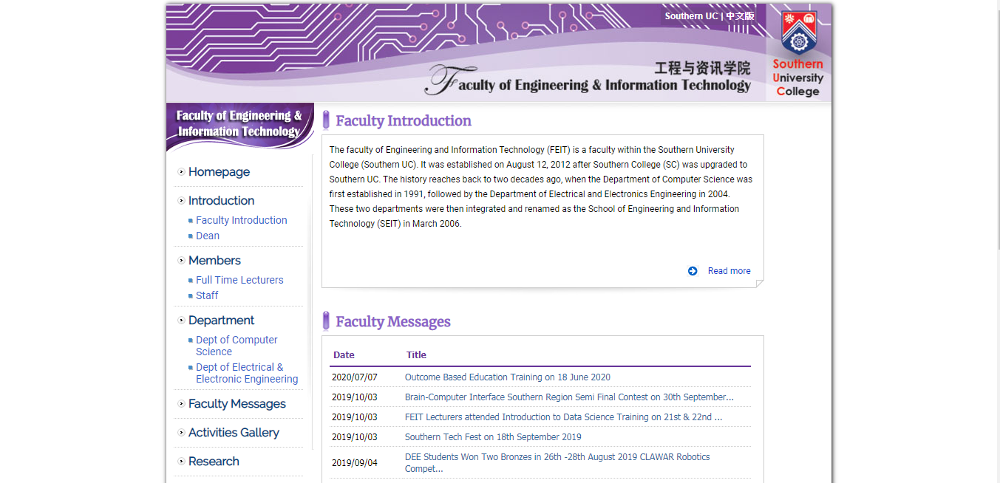 Southern UC | 中文版
工程与资讯学院
Faculty of Engineering & Information Technology
Southern
University
College
Faculty of Engineering &
Information Technology
Homepage
Introduction
Faculty Introduction
Dean
Members
Full Time Lecturers
Staff
Department
Dept of Computer
Science
Dept of Electrical &
Electronic Engineering
Faculty Messages
Activities Gallery
Research
Faculty Introduction
The faculty of Engineering and Information Technology (FEIT) is a faculty within the Southern University
College (Southern UC). It was established on August 12, 2012 after Southern College (SC) was upgraded to
Southern UC. The history reaches back to two decades ago, when the Department of Computer Science was
first established in 1991, followed by the Department of Electrical and Electronics Engineering in 2004.
These two departments were then integrated and renamed as the School of Engineering and Information
Technology (SEIT) in March 2006.
Read more
Faculty Messages
Date Title
2020/07/07 Outcome Based Education Training on 18 June 2020
2019/10/03 Brain-Computer Interface Southern Region Semi Final Contest on 30th September...
2019/10/03 FEIT Lecturers attended Introduction to Data Science Training on 21st & 22nd ...
2019/10/03 Southern Tech Fest on 18th September 2019
2019/09/04 DEE Students Won Two Bronzes in 26th -28th August 2019 CLAWAR Robotics
Compet...